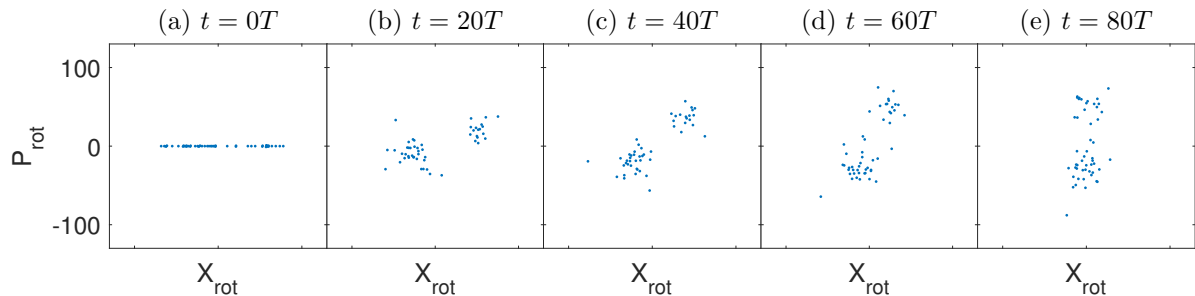 (a) t = 0T (b) t = 20T (c) t = 40T (d) t = 60T (e) t = 80T
100
0
-100
P_rot
X_rot X_rot X_rot X_rot X_rot